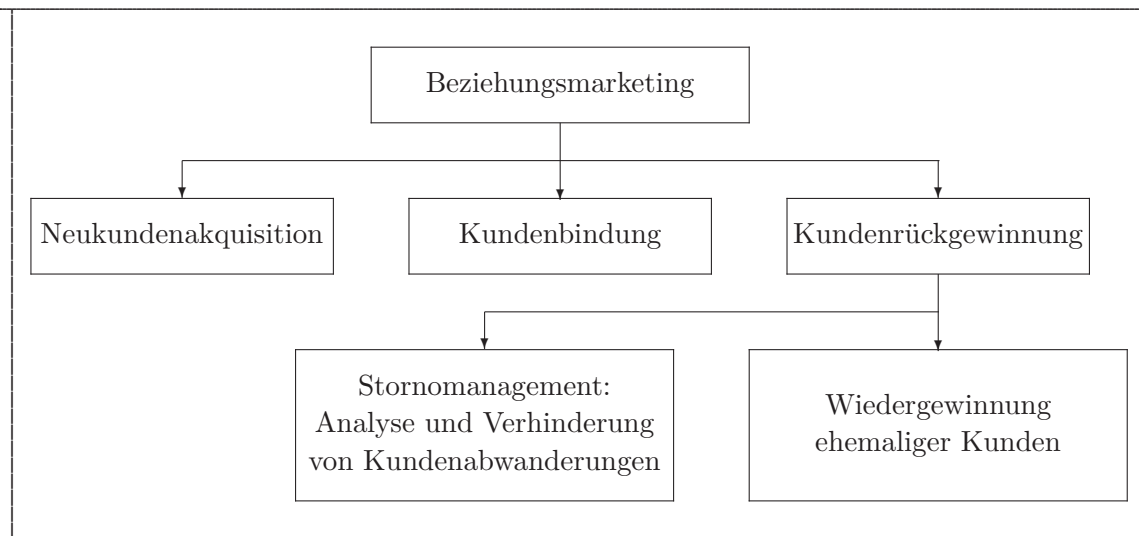 Beziehungsmarketing
Neukundenakquisition
Kundenbindung
Kundenrückgewinnung
Stornomanagement:
Analyse und Verhinderung
von Kundenabwanderungen
Wiedergewinnung
ehemaliger Kunden